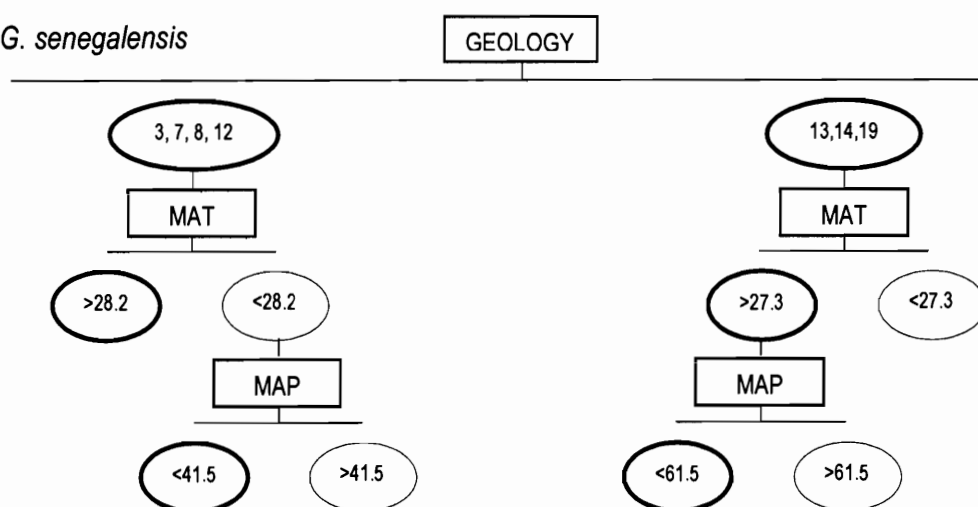 G. senegalensis
GEOLOGY
3, 7, 8, 12
13,14,19
MAT
MAT
>28.2
<28.2
>27.3
<27.3
MAP
MAP
<41.5
>41.5
<61.5
>61.5